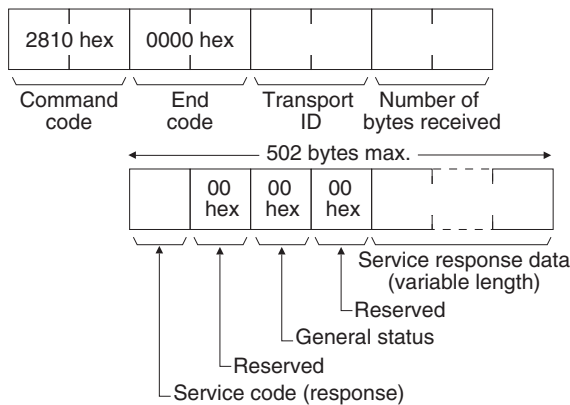 2810 hex 0000 hex
Command code
End code
Transport ID
Number of bytes received
502 bytes max.
00 hex
00 hex
00 hex
Service response data (variable length)
Reserved
General status
Reserved
Service code (response)